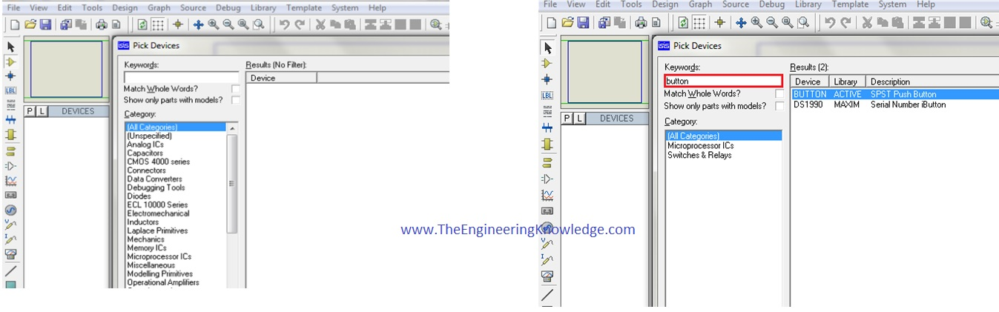 File View Edit Tools Design Graph Source Debug Library Template System Help
LBL
isis Pick Devices
Keywords:
Match Whole Words?
Show only parts with models?
Category:
(All Categories)
(Unspecified)
Analog ICs
Capacitors
CMOS 4000 series
Connectors
Data Converters
Debugging Tools
Diodes
ECL 10000 Series
Electromechanical
Inductors
Laplace Primitives
Mechanics
Memory ICs
Microprocessor ICs
Miscellaneous
Modelling Primitives
Operational Amplifiers
Results (No Filter):
Device
P L DEVICES
www.TheEngineeringKnowledge.com
File View Edit Tools Design Graph Source Debug Library Template System Help
LBL
isis Pick Devices
Keywords:
button
Match Whole Words?
Show only parts with models?
Category:
(All Categories)
Microprocessor ICs
Switches & Relays
Results (2):
Device Library Description
BUTTON ACTIVE SPST Push Button
DS1990 MAXIM Serial Number iButton
P L DEVICES